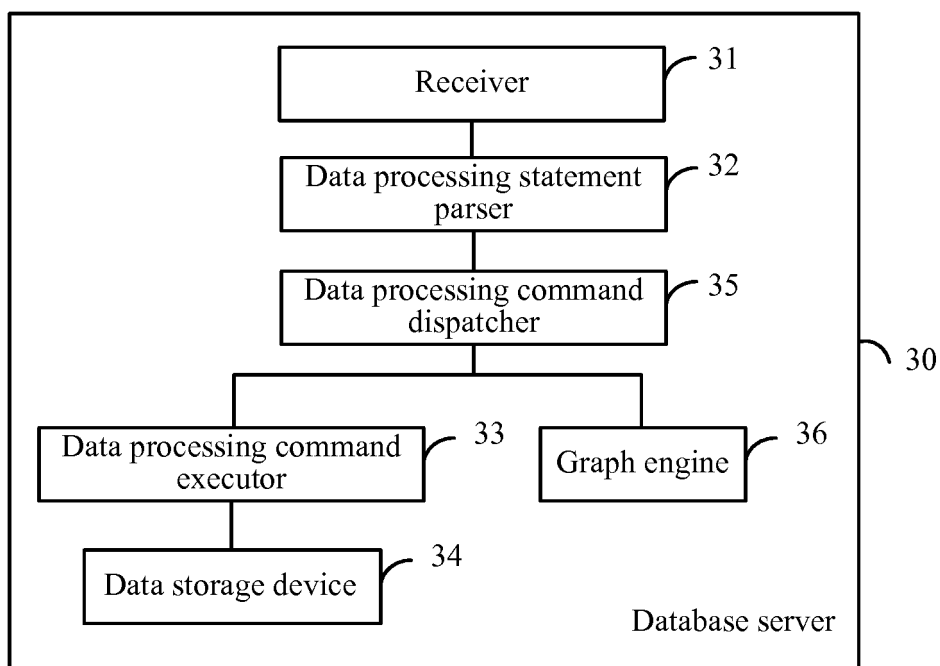 Receiver
31
Data processing statement
parser
32
Data processing command
dispatcher
35
30
Data processing command
executor
33
Graph engine
36
Data storage device
34
Database server